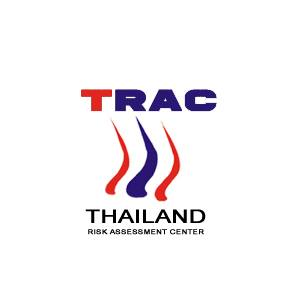 TRAC
THAILAND
RISK ASSESSMENT CENTER